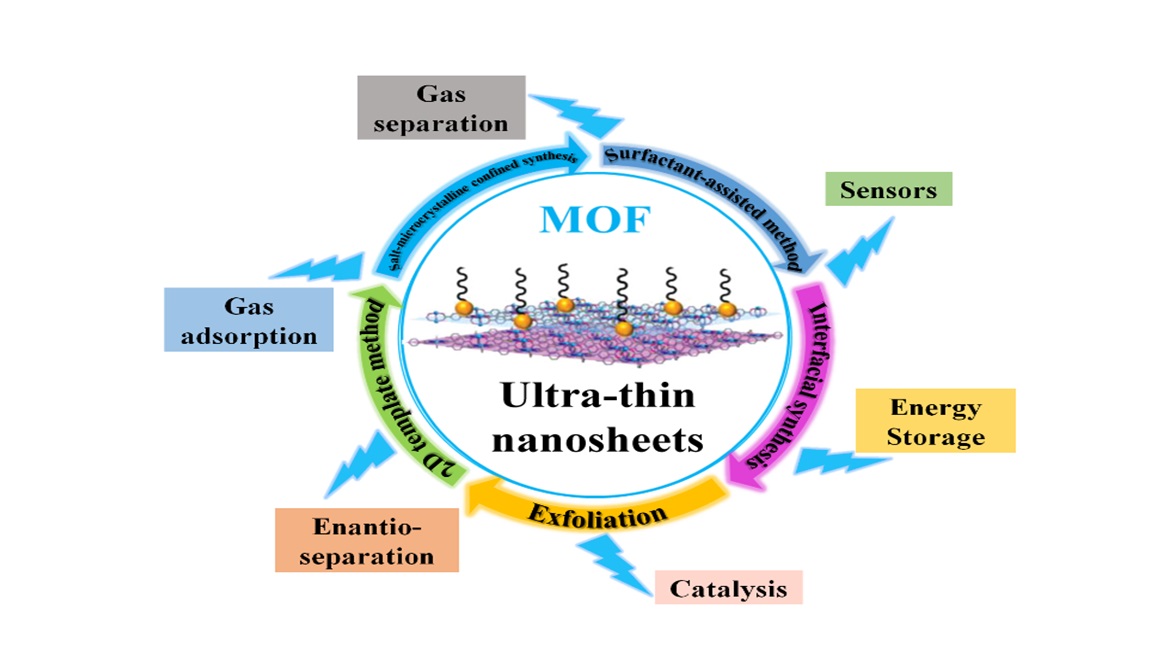 Gas
separation
Salt-microcrystalline confined synthesis
Surfactant-assisted method
Sensors
MOF
Gas
adsorption
2D template method
Interfacial synthesis
Ultra-thin
nanosheets
Energy
Storage
Exfoliation
Enantio-
separation
Catalysis